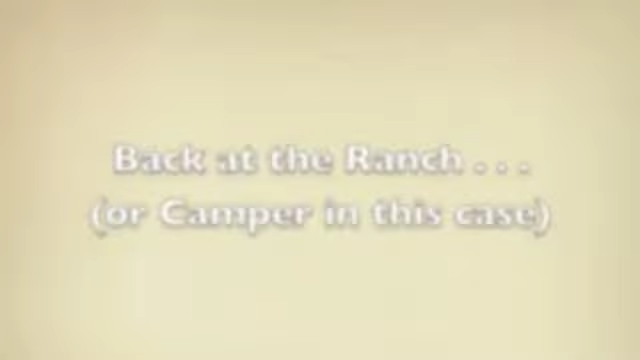 Back at the Ranch . . .
(or Camper in this case)